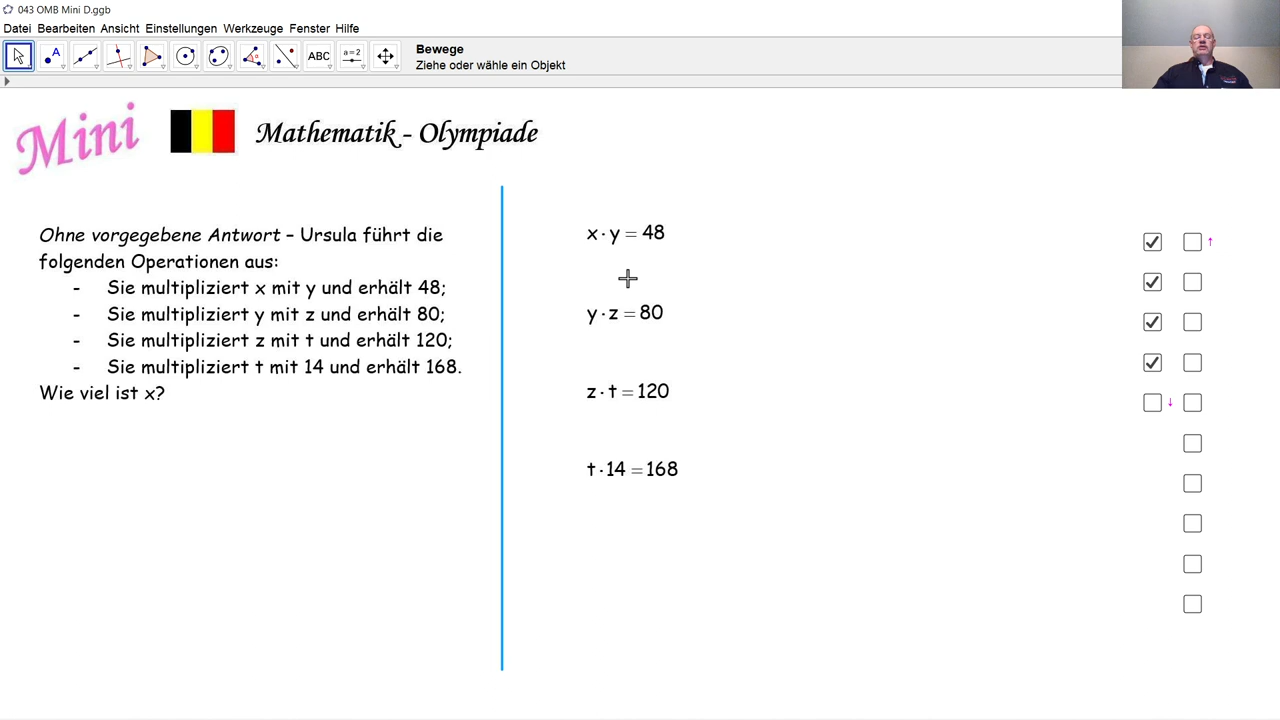 043 OMB Mini D.ggb
Datei Bearbeiten Ansicht Einstellungen Werkzeuge Fenster Hilfe
A ABC a=2
Bewege
Ziehe oder wähle ein Objekt
Mini
Mathematik - Olympiade
Ohne vorgegebene Antwort – Ursula führt die
folgenden Operationen aus:
- Sie multipliziert x mit y und erhält 48;
- Sie multipliziert y mit z und erhält 80;
- Sie multipliziert z mit t und erhält 120;
- Sie multipliziert t mit 14 und erhält 168.
Wie viel ist x?
x · y = 48
y · z = 80
z · t = 120
t · 14 = 168